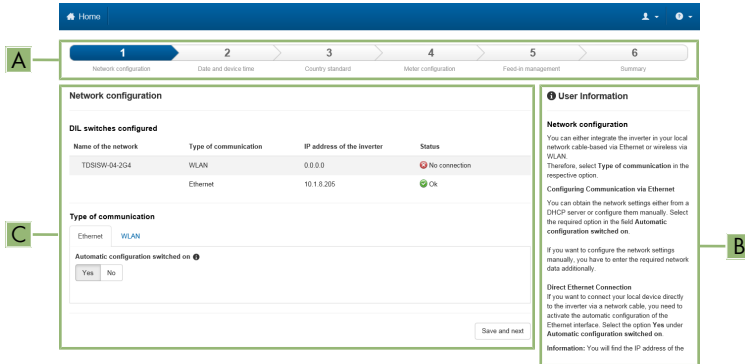 Home
A
1
2
3
4
5
6
Network configuration
Date and device time
Country standard
Meter configuration
Feed-in management
Summary
Network configuration
DIL switches configured
Name of the network
Type of communication
IP address of the inverter
Status
TDSISW-04-2G4
WLAN
0.0.0.0
No connection
Ethernet
10.1.8.205
Ok
C
Type of communication
Ethernet
WLAN
Automatic configuration switched on
Yes
No
Save and next
User Information
Network configuration
You can either integrate the inverter in your local
network cable-based via Ethernet or wireless via
WLAN.
Therefore, select Type of communication in the
respective option.
Configuring Communication via Ethernet
You can obtain the network settings either from a
DHCP server or configure them manually. Select
the required option in the field Automatic
configuration switched on.
If you want to configure the network settings
manually, you have to enter the required network
data additionally.
B
Direct Ethernet Connection
If you want to connect your local device directly
to the inverter via a network cable, you need to
activate the automatic configuration of the
Ethernet interface. Select the option Yes under
Automatic configuration switched on.
Information: You will find the IP address of the